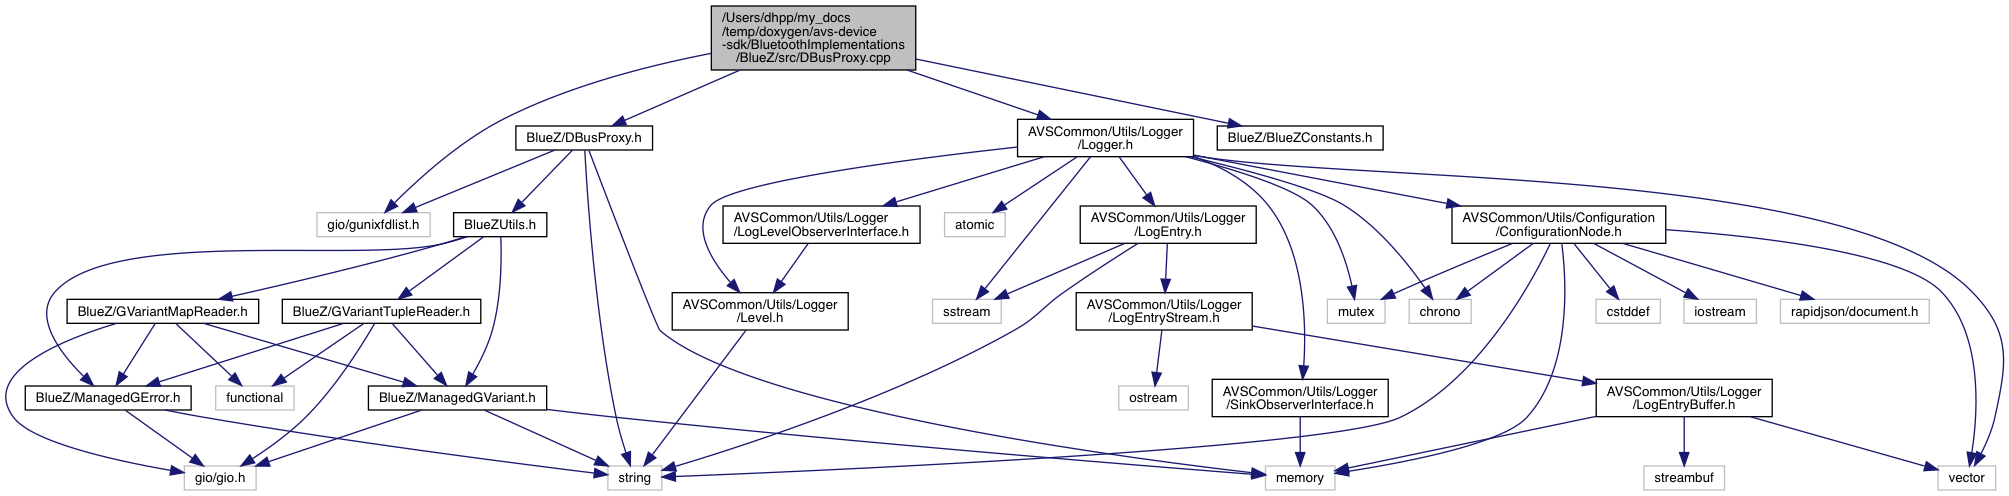 /Users/dhpp/my_docs
/temp/doxygen/avs-device
-sdk/BluetoothImplementations
/BlueZ/src/DBusProxy.cpp
BlueZ/DBusProxy.h
AVSCommon/Utils/Logger
/Logger.h
BlueZ/BlueZConstants.h
gio/gunixfdlist.h
BlueZUtils.h
AVSCommon/Utils/Logger
/LogLevelObserverInterface.h
atomic
AVSCommon/Utils/Logger
/LogEntry.h
AVSCommon/Utils/Configuration
/ConfigurationNode.h
BlueZ/GVariantMapReader.h
BlueZ/GVariantTupleReader.h
AVSCommon/Utils/Logger
/Level.h
sstream
AVSCommon/Utils/Logger
/LogEntryStream.h
mutex
chrono
cstddef
iostream
rapidjson/document.h
BlueZ/ManagedGError.h
functional
BlueZ/ManagedGVariant.h
ostream
AVSCommon/Utils/Logger
/SinkObserverInterface.h
AVSCommon/Utils/Logger
/LogEntryBuffer.h
gio/gio.h
string
memory
streambuf
vector